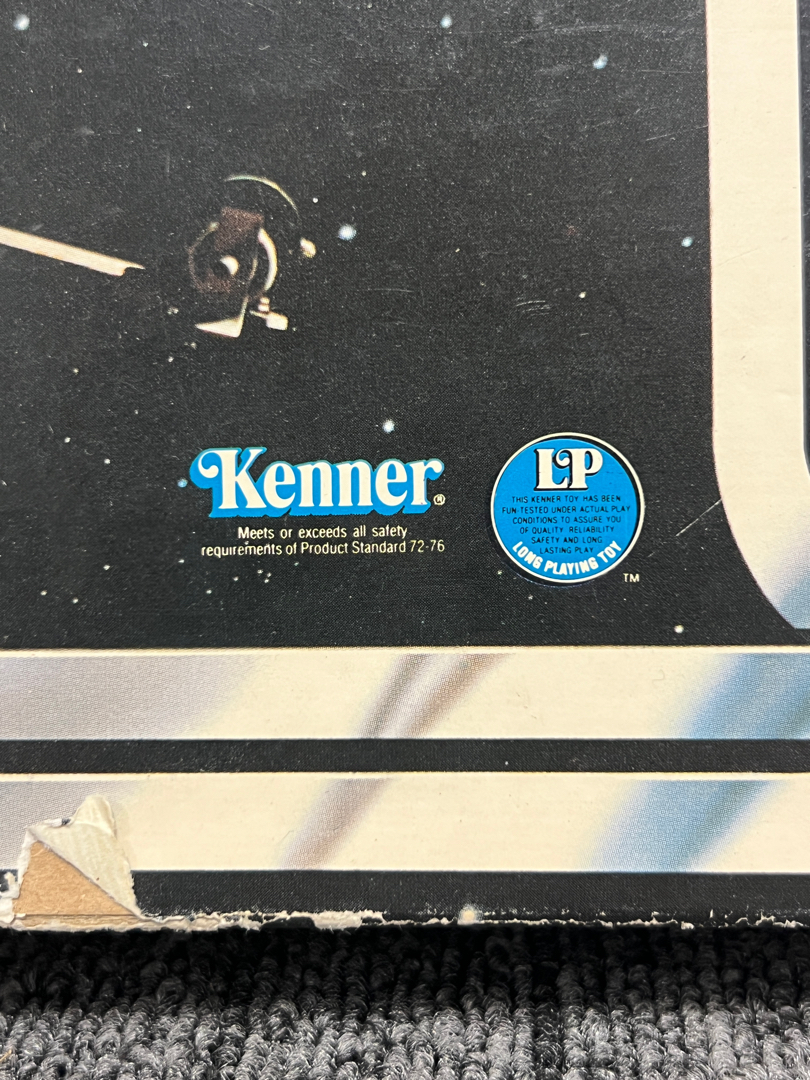 Kenner®
Meets or exceeds all safety
requirements of Product Standard 72-76
LP
THIS KENNER TOY HAS BEEN
FUN-TESTED UNDER ACTUAL PLAY
CONDITIONS TO ASSURE YOU
OF QUALITY RELIABILITY
SAFETY AND LONG
LASTING PLAY
LONG PLAYING TOY
TM